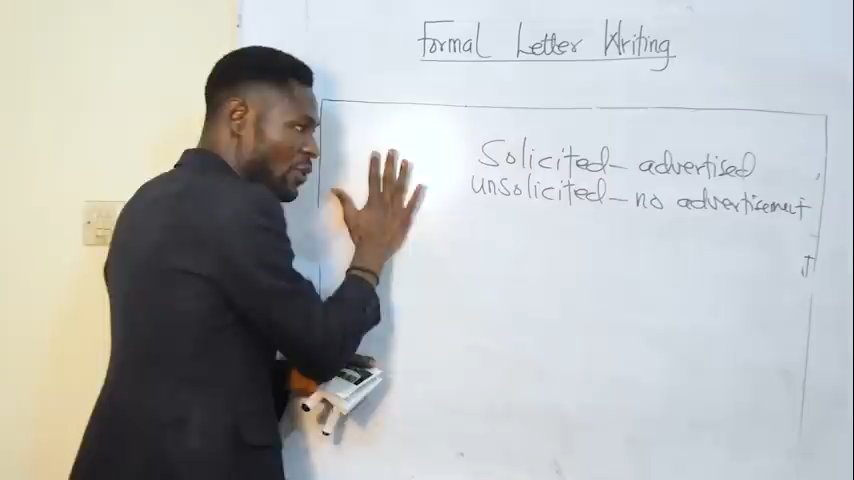 Formal Letter Writing
Solicited - advertised
unsolicited - no advertisement